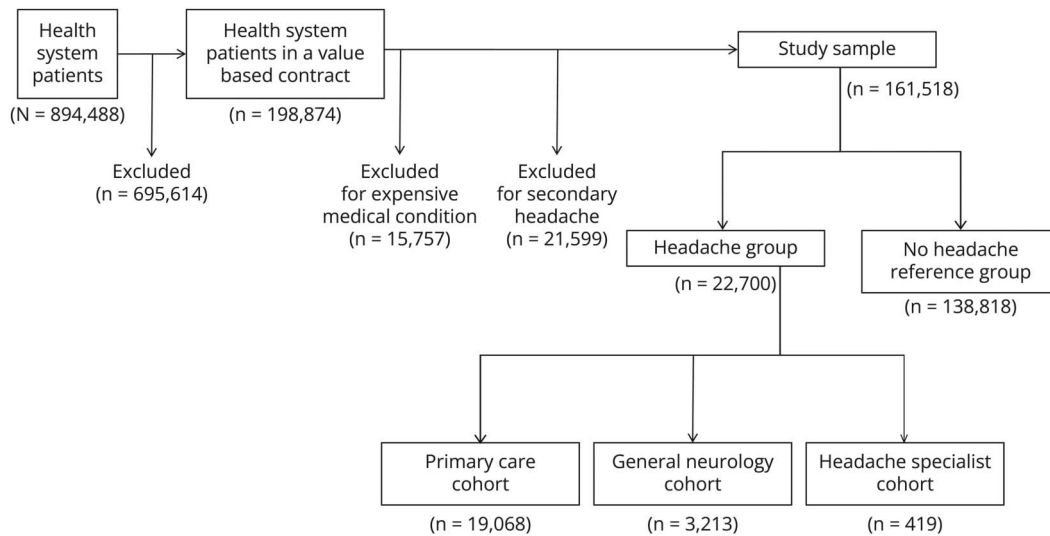 Health
system
patients
(N = 894,488)
Health system
patients in a value
based contract
(n = 198,874)
Study sample
(n = 161,518)
Excluded
(n = 695,614)
Excluded
for expensive
medical condition
(n = 15,757)
Excluded
for secondary
headache
(n = 21,599)
Headache group
(n = 22,700)
No headache
reference group
(n = 138,818)
Primary care
cohort
(n = 19,068)
General neurology
cohort
(n = 3,213)
Headache specialist
cohort
(n = 419)